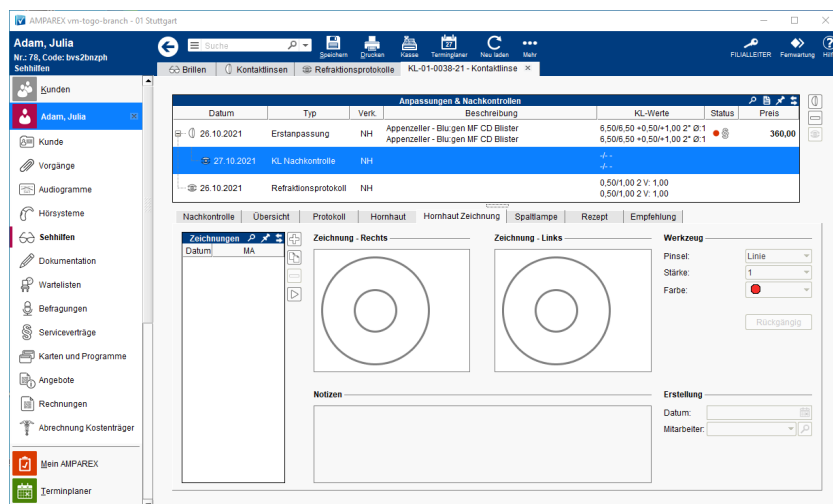 AMPAREX vm-togo-branch - 01 Stuttgart
Adam, Julia
Nr.: 78, Code: bvs2bnzph
Sehhilfen
Suche
Speichern
Drucken
Kasse
Terminplaner
Neu laden
Mehr
FILIALLEITER
Fernwartung
Hilf
Brillen
Kontaktlinsen
Refraktionsprotokolle
KL-01-0038-21 - Kontaktlinse
Kunden
Adam, Julia
Kunde
Vorgänge
Audiogramme
Hörsysteme
Sehhilfen
Dokumentation
Wartelisten
Befragungen
Serviceverträge
Karten und Programme
Angebote
Rechnungen
Abrechnung Kostenträger
Mein AMPAREX
Terminplaner
Anpassungen & Nachkontrollen
Datum Typ Verk. Beschreibung KL-Werte Status Preis
26.10.2021 Erstanpassung NH Appenzeller - Blu:gen MF CD Blister 6,50/6,50 +0,50/+1,00 2° Ø:1 360,00
Appenzeller - Blu:gen MF CD Blister 6,50/6,50 +0,50/+1,00 2° Ø:1
27.10.2021 KL Nachkontrolle NH -/- -
-/- -
26.10.2021 Refraktionsprotokoll NH 0,50/1,00 2 V: 1,00
0,50/1,00 2 V: 1,00
Nachkontrolle Übersicht Protokoll Hornhaut Hornhaut Zeichnung Spaltlampe Rezept Empfehlung
Zeichnungen
Datum MA
Zeichnung - Rechts
Zeichnung - Links
Werkzeug
Pinsel: Linie
Stärke: 1
Farbe:
Rückgängig
Notizen
Erstellung
Datum:
Mitarbeiter: